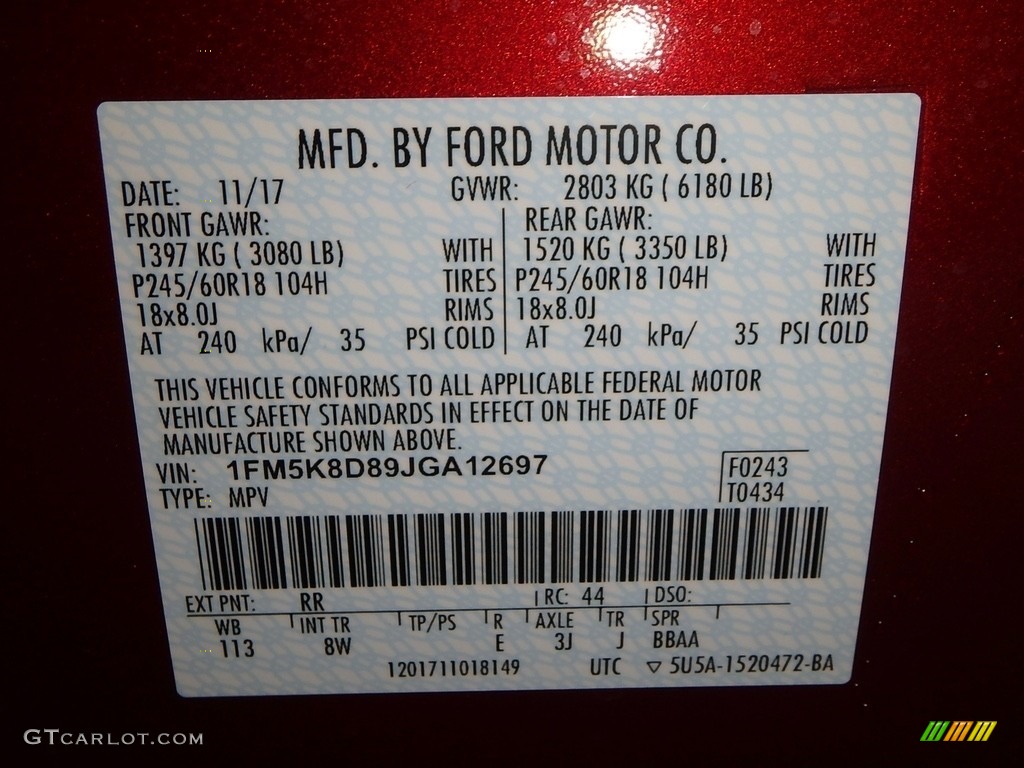 MFD. BY FORD MOTOR CO.
DATE: 11/17 GVWR: 2803 KG ( 6180 LB)
FRONT GAWR: REAR GAWR:
1397 KG ( 3080 LB) WITH 1520 KG ( 3350 LB) WITH
P245/60R18 104H TIRES P245/60R18 104H TIRES
18x8.0J RIMS 18x8.0J RIMS
AT 240 kPa/ 35 PSI COLD AT 240 kPa/ 35 PSI COLD
THIS VEHICLE CONFORMS TO ALL APPLICABLE FEDERAL MOTOR
VEHICLE SAFETY STANDARDS IN EFFECT ON THE DATE OF
MANUFACTURE SHOWN ABOVE.
VIN: 1FM5K8D89JGA12697 F0243
TYPE: MPV T0434
EXT PNT: RR RC: 44 DSO:
WB INT TR TP/PS R AXLE TR SPR
113 8W E 3J J BBAA
1201711018149 UTC ▽ 5U5A-1520472-BA
GTCARLOT.COM